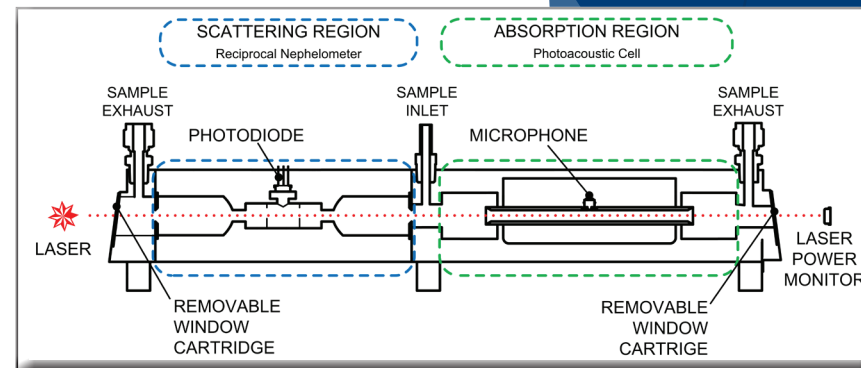 SCATTERING REGION
Reciprocal Nephelometer
ABSORPTION REGION
Photoacoustic Cell
SAMPLE
EXHAUST
SAMPLE
INLET
SAMPLE
EXHAUST
PHOTODIODE
MICROPHONE
LASER
LASER
POWER
MONITOR
REMOVABLE
WINDOW
CARTRIDGE
REMOVABLE
WINDOW
CARTRIGE